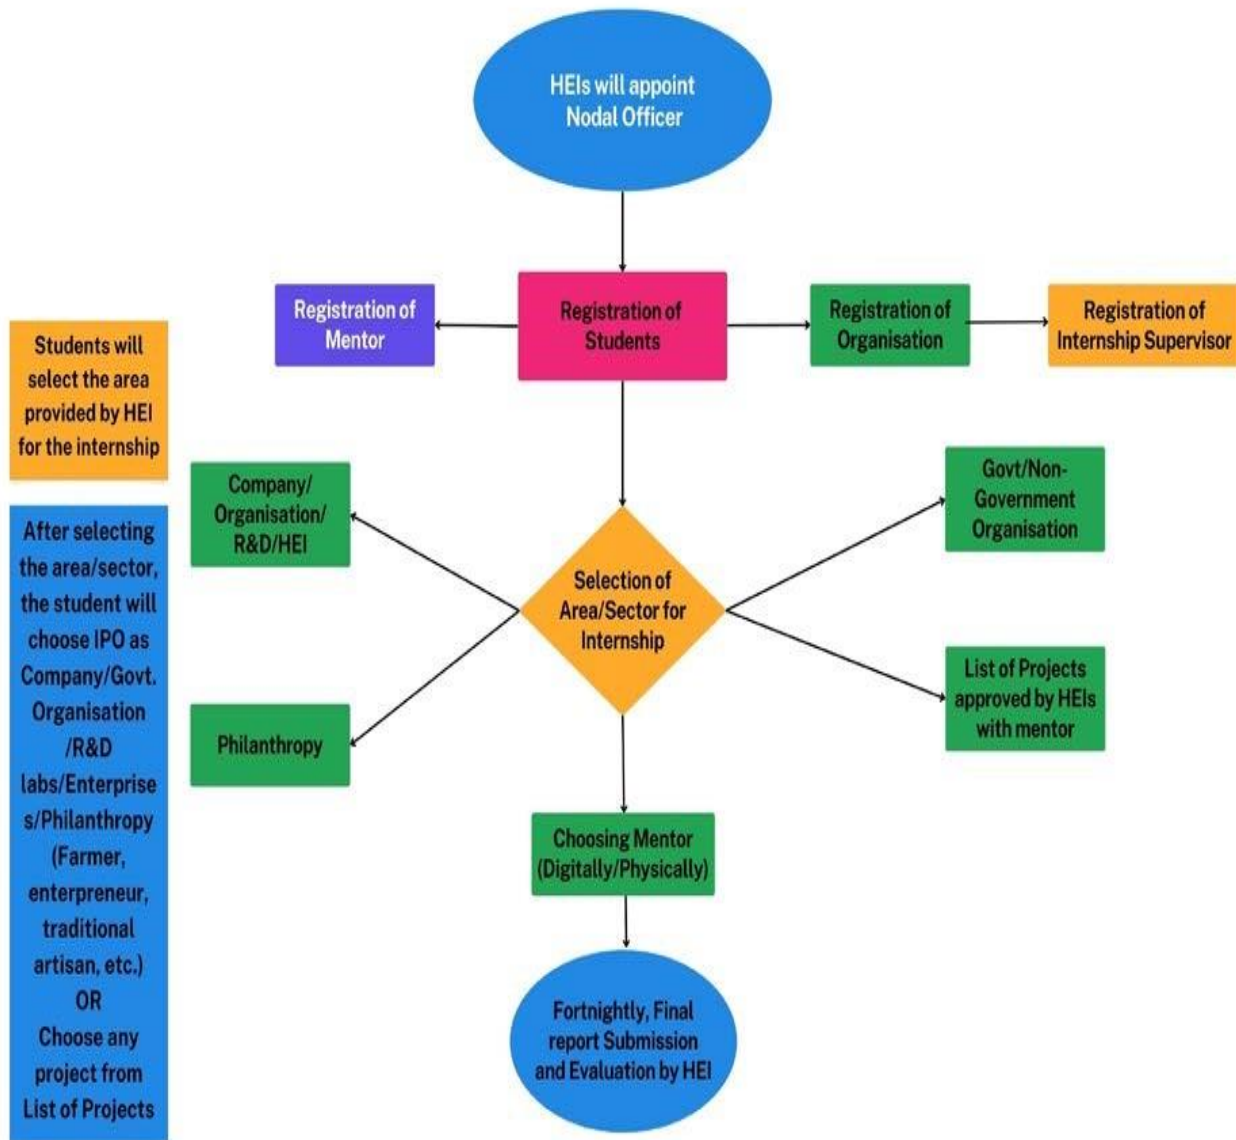 HEIs will appoint
Nodal Officer
Registration of
Mentor
Registration of
Students
Registration of
Organisation
Registration of
Internship Supervisor
Students will
select the area
provided by HEI
for the internship
Company/
Organisation/
R&D/HEI
Govt/Non-
Government
Organisation
After selecting
the area/sector,
the student will
choose IPO as
Company/Govt.
Organisation
/R&D
labs/Enterprise
s/Philanthropy
(Farmer,
enterpreneur,
traditional
artisan, etc.)
OR
Choose any
project from
List of Projects
Selection of
Area/Sector for
Internship
Philanthropy
List of Projects
approved by HEIs
with mentor
Choosing Mentor
(Digitally/Physically)
Fortnightly, Final
report Submission
and Evaluation by HEI